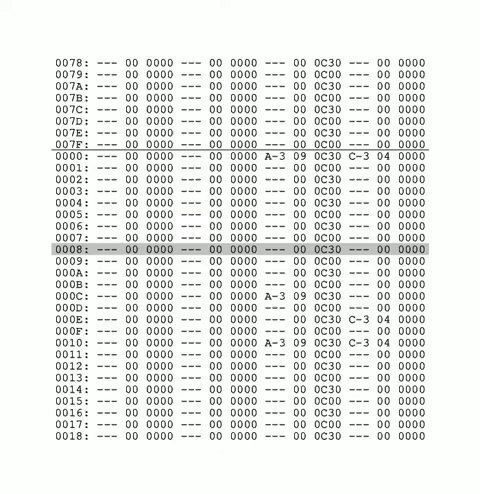 0078: --- 00 0000 --- 00 0000 --- 00 0C30 --- 00 0000
0079: --- 00 0000 --- 00 0000 --- 00 0C00 --- 00 0000
007A: --- 00 0000 --- 00 0000 --- 00 0C30 --- 00 0000
007B: --- 00 0000 --- 00 0000 --- 00 0C00 --- 00 0000
007C: --- 00 0000 --- 00 0000 --- 00 0C30 --- 00 0000
007D: --- 00 0000 --- 00 0000 --- 00 0C00 --- 00 0000
007E: --- 00 0000 --- 00 0000 --- 00 0C30 --- 00 0000
007F: --- 00 0000 --- 00 0000 --- 00 0C00 --- 00 0000
0000: --- 00 0000 --- 00 0000 A-3 09 0C30 C-3 04 0000
0001: --- 00 0000 --- 00 0000 --- 00 0C00 --- 00 0000
0002: --- 00 0000 --- 00 0000 --- 00 0C30 --- 00 0000
0003: --- 00 0000 --- 00 0000 --- 00 0C00 --- 00 0000
0004: --- 00 0000 --- 00 0000 --- 00 0C30 --- 00 0000
0005: --- 00 0000 --- 00 0000 --- 00 0C00 --- 00 0000
0006: --- 00 0000 --- 00 0000 --- 00 0C30 --- 00 0000
0007: --- 00 0000 --- 00 0000 --- 00 0C00 --- 00 0000
0008: --- 00 0000 --- 00 0000 --- 00 0C30 --- 00 0000
0009: --- 00 0000 --- 00 0000 --- 00 0C00 --- 00 0000
000A: --- 00 0000 --- 00 0000 --- 00 0C30 --- 00 0000
000B: --- 00 0000 --- 00 0000 --- 00 0C00 --- 00 0000
000C: --- 00 0000 --- 00 0000 A-3 09 0C30 --- 00 0000
000D: --- 00 0000 --- 00 0000 --- 00 0C00 --- 00 0000
000E: --- 00 0000 --- 00 0000 --- 00 0C30 C-3 04 0000
000F: --- 00 0000 --- 00 0000 --- 00 0C00 --- 00 0000
0010: --- 00 0000 --- 00 0000 A-3 09 0C30 C-3 04 0000
0011: --- 00 0000 --- 00 0000 --- 00 0C00 --- 00 0000
0012: --- 00 0000 --- 00 0000 --- 00 0C30 --- 00 0000
0013: --- 00 0000 --- 00 0000 --- 00 0C00 --- 00 0000
0014: --- 00 0000 --- 00 0000 --- 00 0C30 --- 00 0000
0015: --- 00 0000 --- 00 0000 --- 00 0C00 --- 00 0000
0016: --- 00 0000 --- 00 0000 --- 00 0C30 --- 00 0000
0017: --- 00 0000 --- 00 0000 --- 00 0C00 --- 00 0000
0018: --- 00 0000 --- 00 0000 --- 00 0C30 --- 00 0000